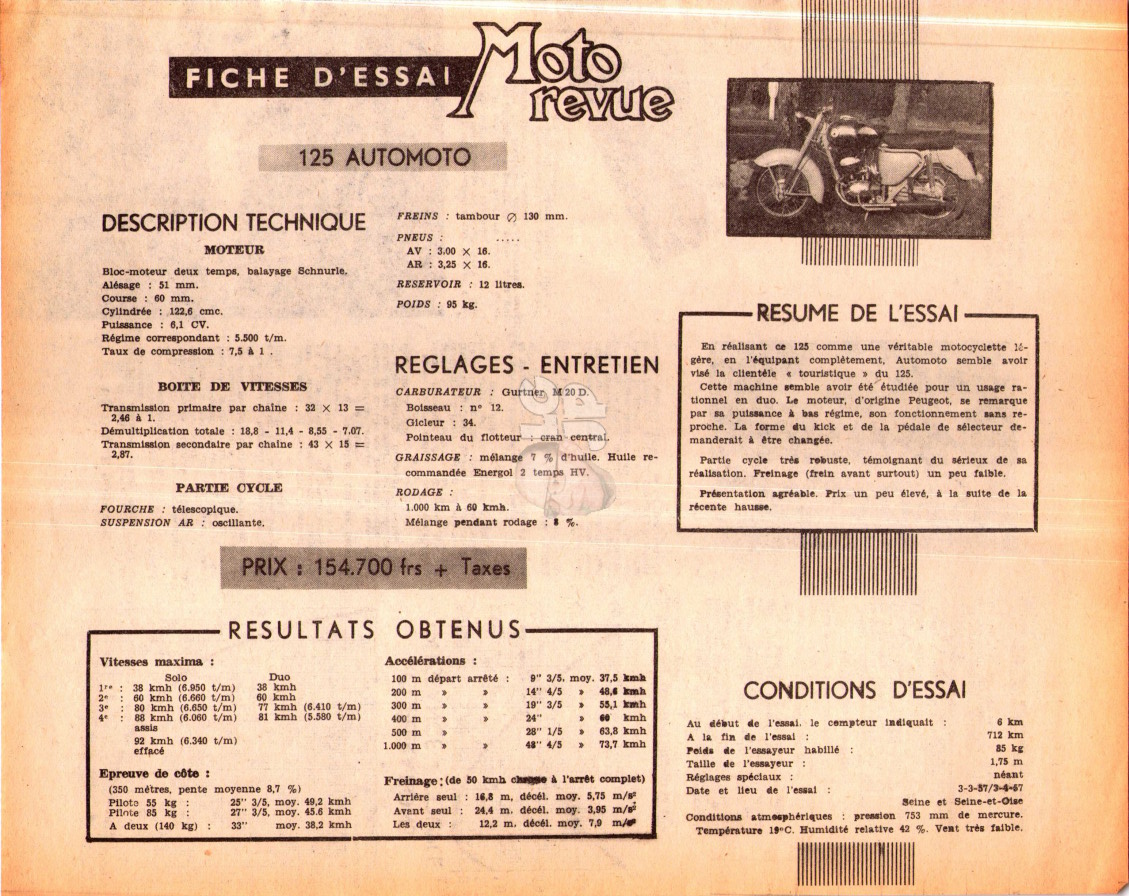 FICHE D'ESSAI Moto revue
125 AUTOMOTO
DESCRIPTION TECHNIQUE
MOTEUR
Bloc-moteur deux temps, balayage Schnurle.
Alésage : 51 mm.
Course : 60 mm.
Cylindrée : 122,6 cmc.
Puissance : 6,1 CV.
Régime correspondant : 5.500 t/m.
Taux de compression : 7,5 à 1 .
BOITE DE VITESSES
Transmission primaire par chaîne : 32 × 13 =
2,46 à 1.
Démultiplication totale : 18,8 - 11,4 - 8,55 - 7.07.
Transmission secondaire par chaîne : 43 × 15 =
2,87.
PARTIE CYCLE
FOURCHE : télescopique.
SUSPENSION AR : oscillante.
FREINS : tambour ∅ 130 mm.
PNEUS : .....
AV : 3.00 × 16.
AR : 3,25 × 16.
RESERVOIR : 12 litres.
POIDS : 95 kg.
REGLAGES - ENTRETIEN
CARBURATEUR : Gurtner, M 20 D.
Boisseau : n° 12.
Gicleur : 34.
Pointeau du flotteur : cran central.
GRAISSAGE : mélange 7 % d'huile. Huile re-
commandée Energol 2 temps HV.
RODAGE :
1.000 km à 60 kmh.
Mélange pendant rodage : 8 %.
PRIX : 154.700 frs + Taxes
RESUME DE L'ESSAI
En réalisant ce 125 comme une véritable motocyclette lé-
gère, en l'équipant complètement, Automoto semble avoir
visé la clientèle « touristique » du 125.
Cette machine semble avoir été étudiée pour un usage ra-
tionnel en duo. Le moteur, d'origine Peugeot, se remarque
par sa puissance à bas régime, son fonctionnement sans re-
proche. La forme du kick et de la pédale de sélecteur de-
manderait à être changée.
Partie cycle très robuste, témoignant du sérieux de sa
réalisation. Freinage (frein avant surtout) un peu faible.
Présentation agréable. Prix un peu élevé, à la suite de la
récente hausse.
RESULTATS OBTENUS
Vitesses maxima :
Solo Duo
1re : 38 kmh (6.950 t/m) 38 kmh
2e : 60 kmh (6.660 t/m) 60 kmh
3e : 80 kmh (6.650 t/m) 77 kmh (6.410 t/m)
4e : 88 kmh (6.060 t/m) 81 kmh (5.580 t/m)
assis
92 kmh (6.340 t/m)
effacé
Epreuve de côte :
(350 mètres, pente moyenne 8,7 %)
Pilote 55 kg : 25" 3/5, moy. 49,2 kmh
Pilote 85 kg : 27" 3/5, moy. 45.6 kmh
A deux (140 kg) : 33" moy. 38,2 kmh
Accélérations :
100 m départ arrêté : 9" 3/5. moy. 37,5 kmh
200 m » » 14" 4/5 » 48,6 kmh
300 m » » 19" 3/5 » 55,1 kmh
400 m » » 24" » 60 kmh
500 m » » 28" 1/5 » 63,8 kmh
1.000 m » » 48" 4/5 » 73,7 kmh
Freinage : (de 50 kmh à l'arrêt complet)
Arrière seul : 16,8 m, décél. moy. 5,75 m/s²
Avant seul : 24,4 m. décél. moy. 3,95 m/s²
Les deux : 12,2 m. décél. moy. 7,9 m/s²
CONDITIONS D'ESSAI
Au début de l'essai. le compteur indiquait : 6 km
A la fin de l'essai : 712 km
Poids de l'essayeur habillé : 85 kg
Taille de l'essayeur : 1,75 m
Réglages spéciaux : néant
Date et lieu de l'essai : 3-3-57/3-4-57
Seine et Seine-et-Oise
Conditions atmosphériques : pression 753 mm de mercure.
Température 19°C. Humidité relative 42 %. Vent très faible.